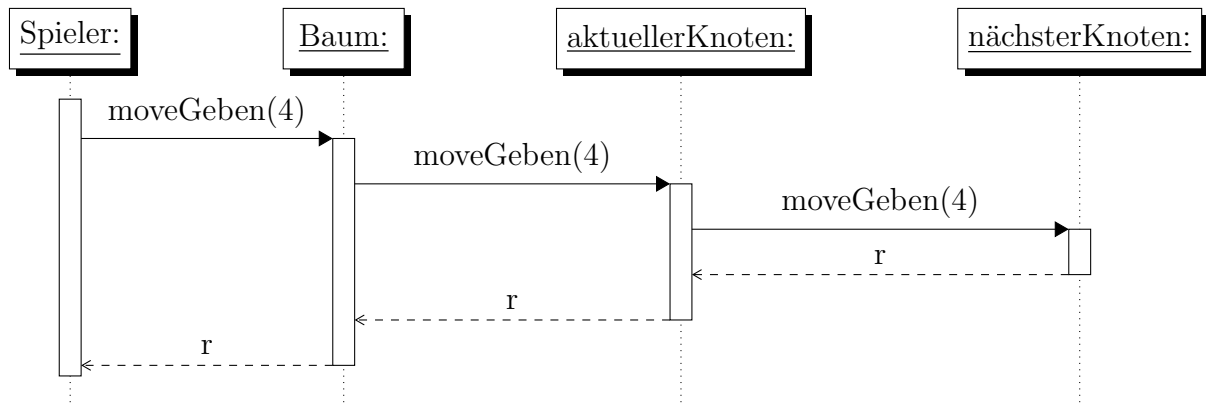 Spieler:
Baum:
aktuellerKnoten:
nächsterKnoten:
moveGeben(4)
moveGeben(4)
moveGeben(4)
r
r
r